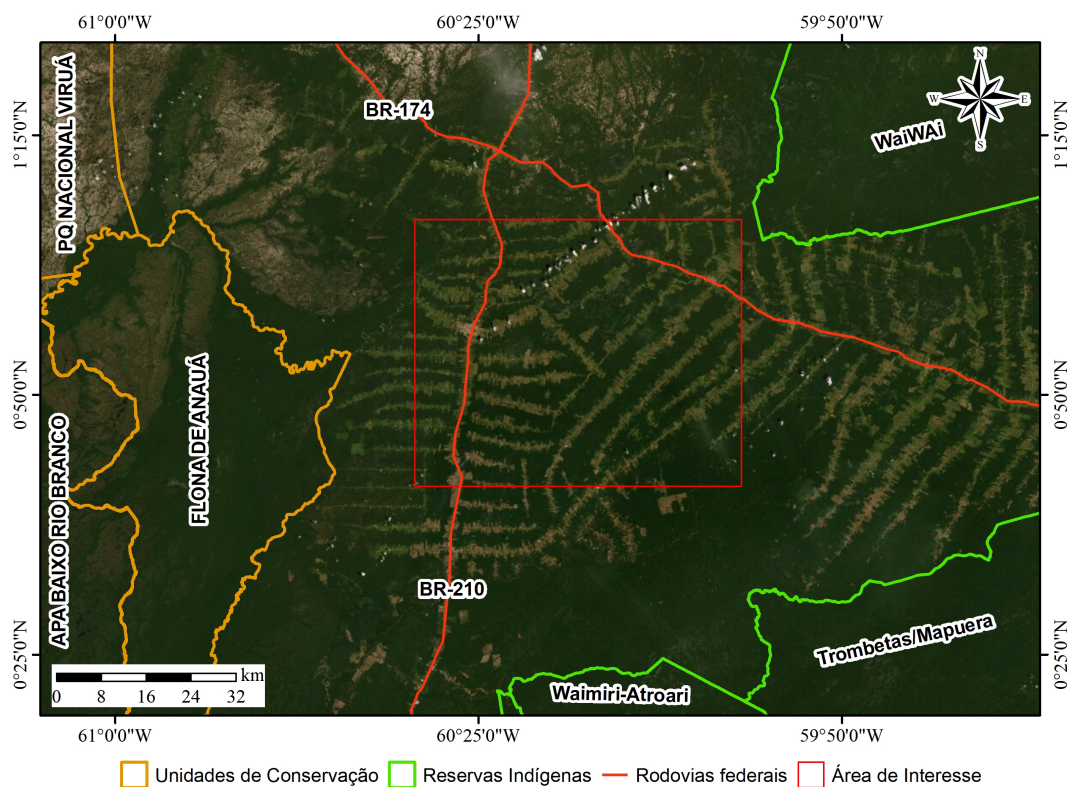 61°0'0"W
60°25'0"W
59°50'0"W
1°15'0"N
0°50'0"N
0°25'0"N
PQ NACIONAL VIRUÁ
BR-174
WaiWAi
N
W
E
S
1°15'0"N
FLONA DE ANAUÁ
APA BAIXO RIO BRANCO
0°50'0"N
BR-210
Trombetas/Mapuera
Waimiri-Atroari
0°25'0"N
km
0 8 16 24 32
61°0'0"W
60°25'0"W
59°50'0"W
Unidades de Conservação
Reservas Indígenas
Rodovias federais
Área de Interesse